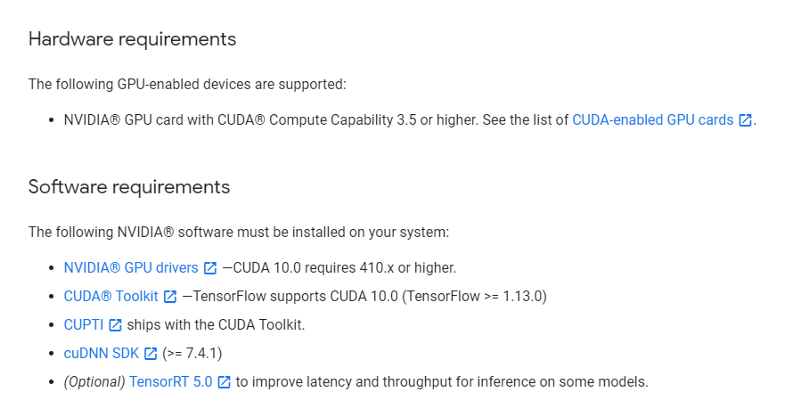 Hardware requirements
The following GPU-enabled devices are supported:
• NVIDIA® GPU card with CUDA® Compute Capability 3.5 or higher. See the list of CUDA-enabled GPU cards.
Software requirements
The following NVIDIA® software must be installed on your system:
• NVIDIA® GPU drivers —CUDA 10.0 requires 410.x or higher.
• CUDA® Toolkit —TensorFlow supports CUDA 10.0 (TensorFlow >= 1.13.0)
• CUPTI ships with the CUDA Toolkit.
• cuDNN SDK (>= 7.4.1)
• (Optional) TensorRT 5.0 to improve latency and throughput for inference on some models.